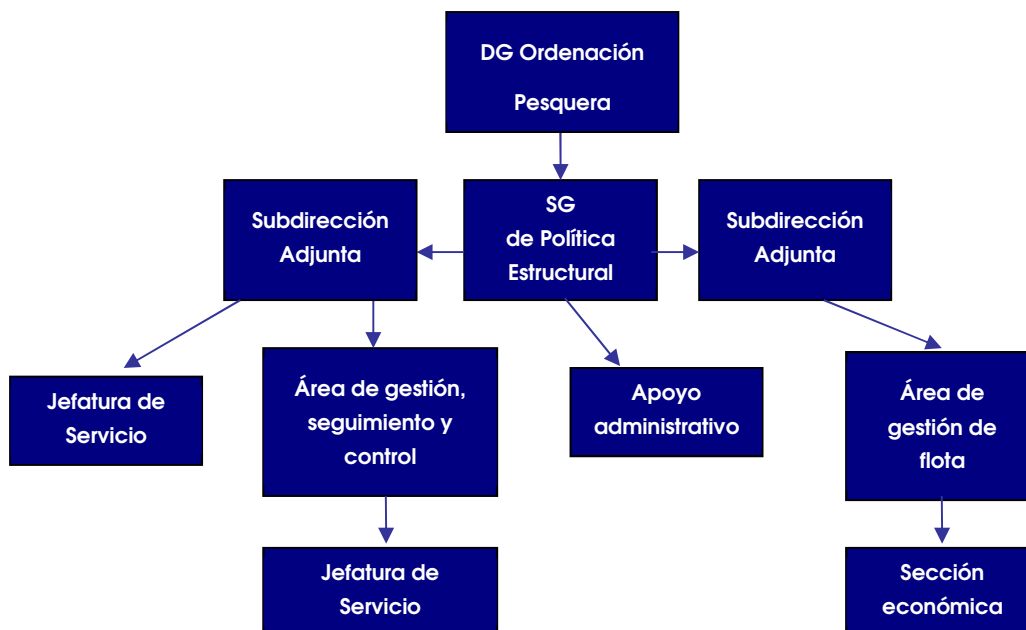 DG Ordenación
Pesquera
Subdirección
Adjunta
SG
de Política
Estructural
Subdirección
Adjunta
Jefatura de
Servicio
Área de gestión,
seguimiento y
control
Apoyo
administrativo
Área de
gestión de
flota
Jefatura de
Servicio
Sección
económica